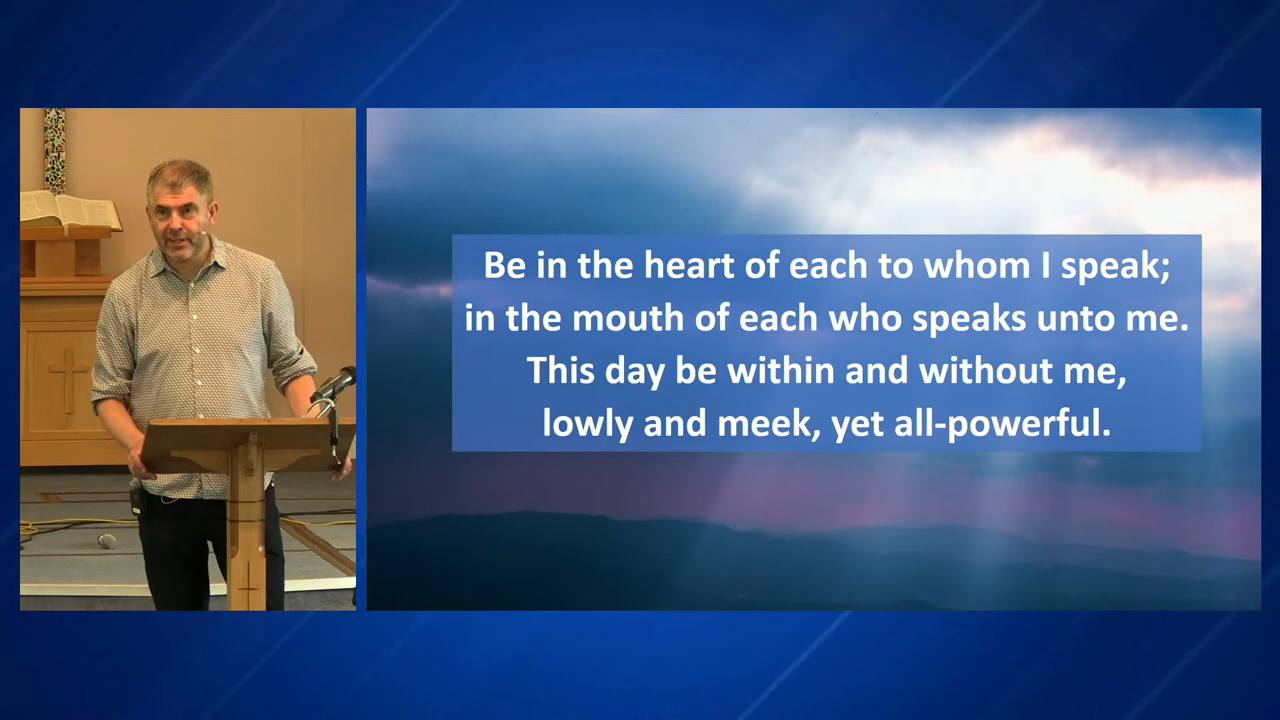 Be in the heart of each to whom I speak;
in the mouth of each who speaks unto me.
This day be within and without me,
lowly and meek, yet all-powerful.